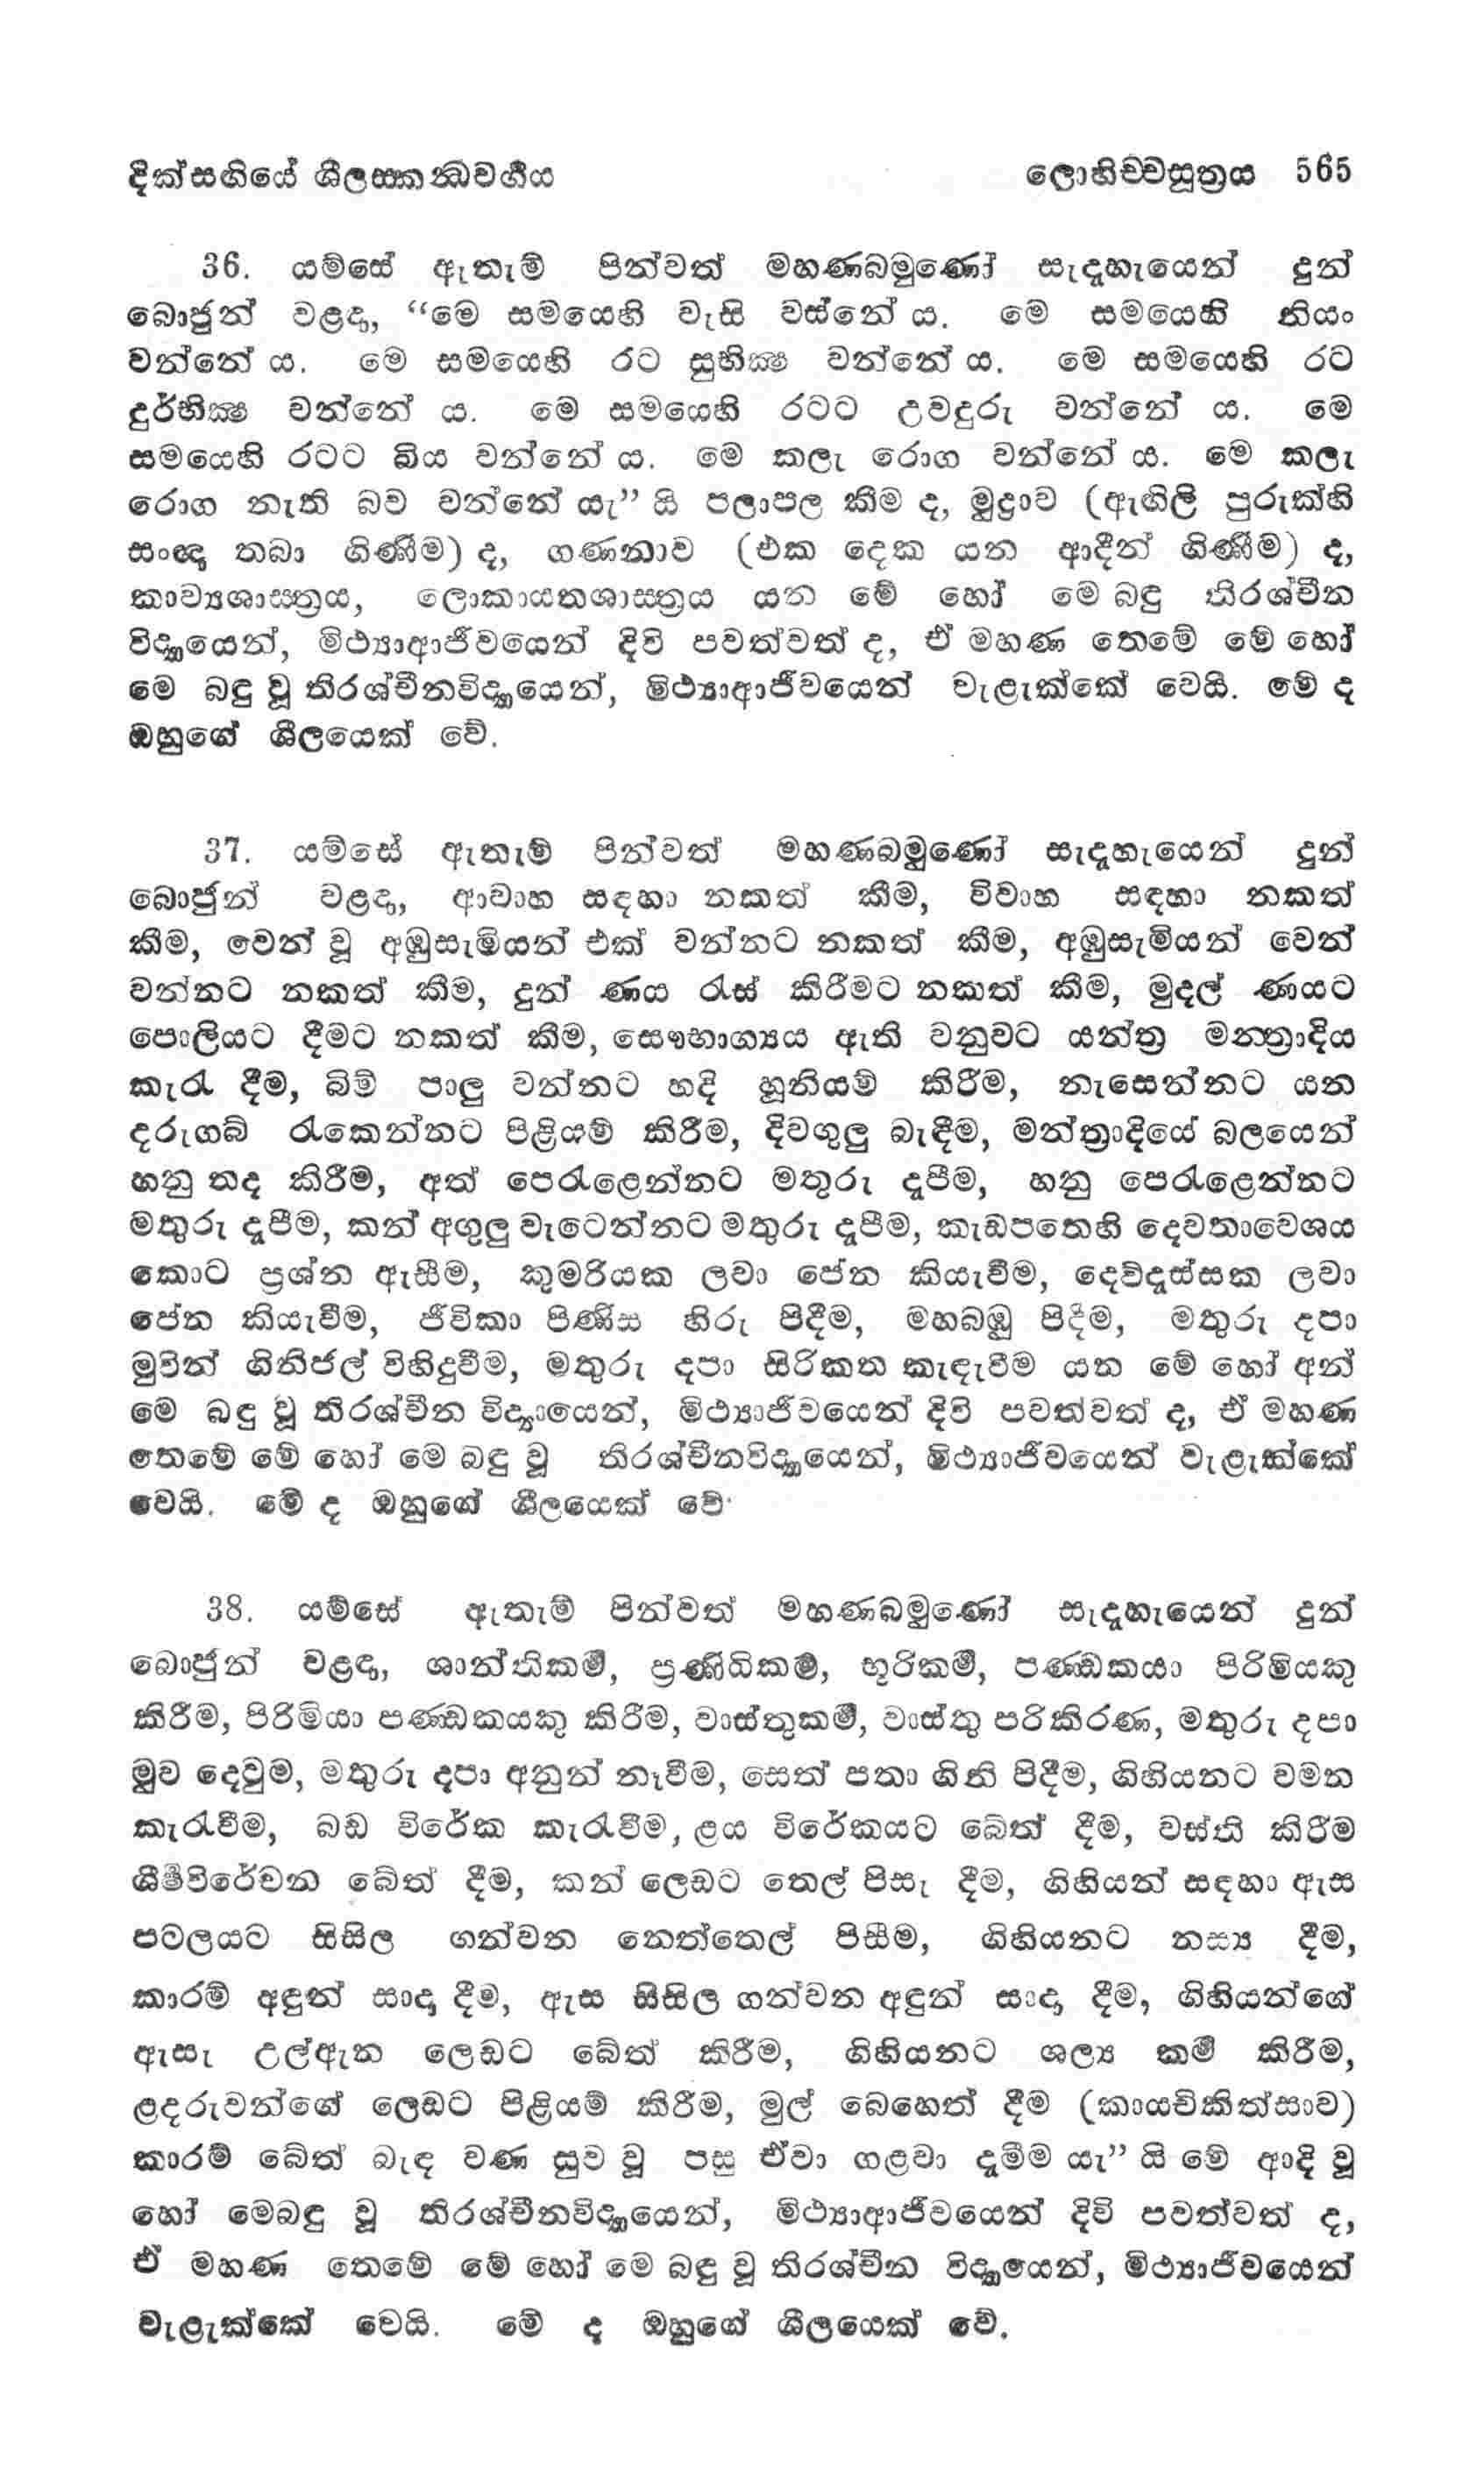 දික්සඟියේ ශීලස්කන්ධවර්ගය ලොහිච්චසූත්‍රය 565
36. යම්සේ ඇතැම් පින්වත් මහණබමුණෝ සැදැහැයෙන් දුන්
බොජුන් වළඳා, “මේ සමයෙහි වැසි වස්නේ ය. මේ සමයෙහි නියං
වන්නේ ය. මේ සමයෙහි රට සුභික්‍ෂ වන්නේ ය. මේ සමයෙහි රට
දුර්භික්‍ෂ වන්නේ ය. මේ සමයෙහි රටට උවදුරු වන්නේ ය. මේ
සමයෙහි රටට බිය වන්නේ ය. මේ කලැ රොග වන්නේ ය. මේ කලැ
රොග නැති බව වන්නේ යැ” යි පලාපල කීම ද, මුද්‍රාව (ඇඟිලි පුරුක්හි
සංඥා තබා ගිණීම) ද, ගණනාව (එක දෙක යන ආදීන් ගිණීම) ද,
කාව්‍යශාස්ත්‍රය, ලොකායතශාස්ත්‍රය යන මේ හෝ මෙ බඳු තිරශ්චීන
විද්‍යායෙන්, මිථ්‍යාආජීවයෙන් දිවි පවත්වත් ද, ඒ මහණ තෙමේ මේ හෝ
මෙ බඳු වූ තිරශ්චීනවිද්‍යායෙන්, මිථ්‍යාආජීවයෙන් වැළැක්කේ වෙයි. මේ ද
ඔහුගේ ශීලයෙක් වේ.
37. යම්සේ ඇතැම් පින්වත් මහණබමුණෝ සැදැහැයෙන් දුන්
බොජුන් වළඳා, ආවාහ සඳහා නකත් කීම, විවාහ සඳහා නකත්
කීම, වෙන් වූ අඹුසැමියන් එක් වන්නට නකත් කීම, අඹුසැමියන් වෙන්
වන්නට නකත් කීම, දුන් ණය රැස් කිරීමට නකත් කීම, මුදල් ණයට
පොලියට දීමට නකත් කීම, සෞභාග්‍යය ඇති වනුවට යන්ත්‍ර මන්ත්‍රාදිය
කැරැ දීම, බිම් පාලු වන්නට හදි හූනියම් කිරීම, නැසෙන්නට යන
දරුගබ් රැකෙන්නට පිළියම් කිරීම, දිවගුලු බැඳීම, මන්ත්‍රාදියේ බලයෙන්
හනු තද කිරීම, අත් පෙරැළෙන්නට මතුරු දැපීම, හනු පෙරැළෙන්නට
මතුරු දැපීම, කන් අගුලු වැටෙන්නට මතුරු දැපීම, කැඩපතෙහි දේවතාවේශය
කොට ප්‍රශ්න ඇසීම, කුමරියක ලවා පේන කියැවීම, දෙව්දූස්සක ලවා
පේන කියැවීම, ජීවිකා පිණිස හිරු පිදීම, මහබඹු පිදීම, මතුරු දපා
මුවින් ගිනිජල් විහිදුවීම, මතුරු දපා සිරිකත කැඳැවීම යන මේ හෝ අන්
මෙ බඳු වූ තිරශ්චීන විද්‍යායෙන්, මිථ්‍යාජීවයෙන් දිවි පවත්වත් ද, ඒ මහණ
තෙමේ මේ හෝ මෙ බඳු වූ තිරශ්චීනවිද්‍යායෙන්, මිථ්‍යාජීවයෙන් වැළැක්කේ
වෙයි. මේ ද ඔහුගේ ශීලයෙක් වේ.
38. යම්සේ ඇතැම් පින්වත් මහණබමුණෝ සැදැහැයෙන් දුන්
බොජුන් වළඳා, ශාන්තිකර්ම, ප්‍රණිධිකර්ම, භූරිකර්ම, පණ්ඩකයා පිරිමියකු
කිරීම, පිරිමියා පණ්ඩකයකු කිරීම, වාස්තුකර්ම, වාස්තු පරිකිරණ, මතුරු දපා
මුව දෙවුම, මතුරු දපා අනුන් නෑවීම, සෙත් පතා ගිනි පිදීම, ගිහියනට වමන
කැරැවීම, බඩ විරේක කැරැවීම, ළය විරේකයට බේත් දීම, වස්ති කිරීම
ශීර්ෂවිරේචන බේත් දීම, කන් ලෙඩට තෙල් පිසැ දීම, ගිහියන් සඳහා ඇස
පටලයට සිසිල ගන්වන නෙත්තෙල් පිසීම, ගිහියනට නස්‍ය දීම,
කාරම් අඳුන් සාදා දීම, ඇස සිසිල ගන්වන අඳුන් සාදා දීම, ගිහියන්ගේ
ඇසැ උල්ඇන ලෙඩට බේත් කිරීම, ගිහියනට ශල්‍ය කර්ම කිරීම,
ළදරුවන්ගේ ලෙඩට පිළියම් කිරීම, මුල් බෙහෙත් දීම (කායචිකිත්සාව)
කාරම් බේත් බැඳ වණ සුව වූ පසු ඒවා ගළවා දැමීම යැ” යි මේ ආදි වූ
හෝ මෙබඳු වූ තිරශ්චීනවිද්‍යායෙන්, මිථ්‍යාආජීවයෙන් දිවි පවත්වත් ද,
ඒ මහණ තෙමේ මේ හෝ මෙ බඳු වූ තිරශ්චීන විද්‍යායෙන්, මිථ්‍යාජීවයෙන්
වැළැක්කේ වෙයි. මේ ද ඔහුගේ ශීලයෙක් වේ.